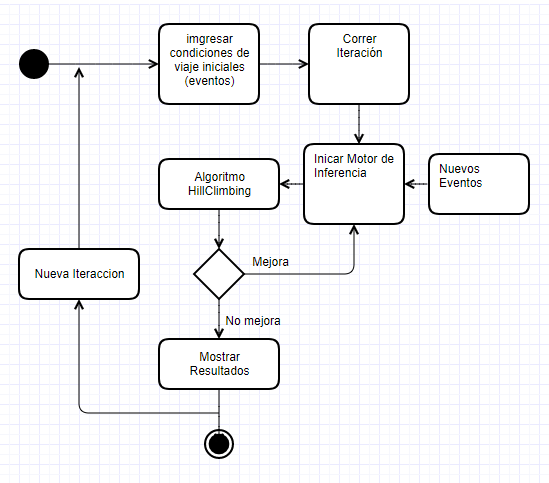 imgresar
condiciones de
viaje iniciales
(eventos)
Correr
Iteración
Inicar Motor de
Inferencia
Nuevos
Eventos
Algoritmo
HillClimbing
Mejora
Nueva Iteraccion
No mejora
Mostrar
Resultados